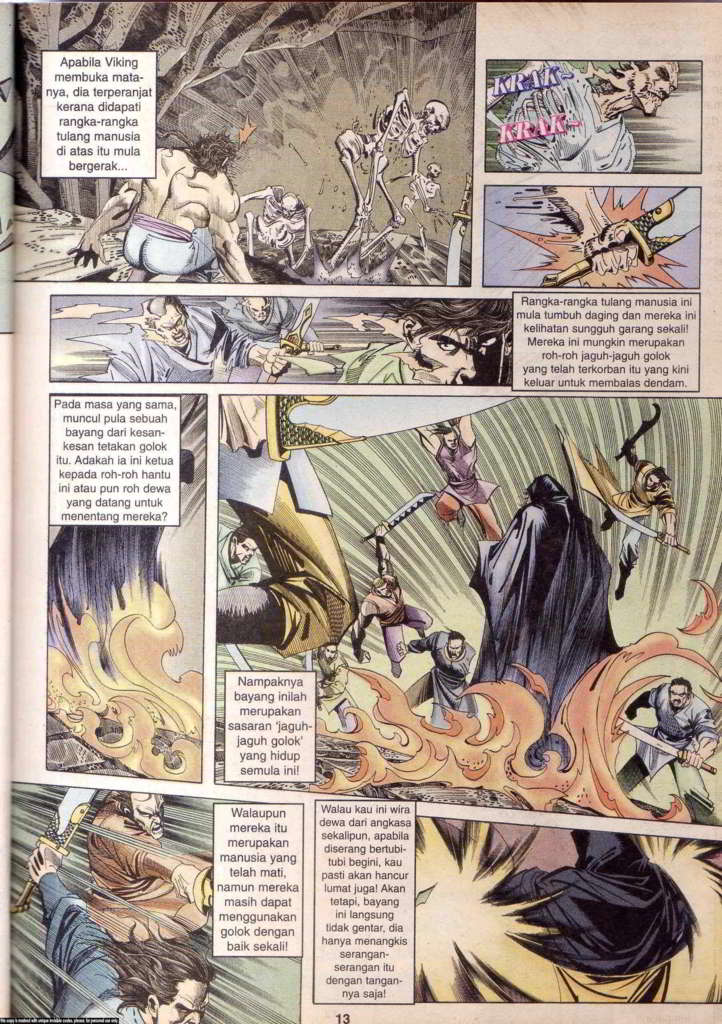 Apabila Viking
membuka mata-
nya, dia terperanjat
kerana didapati
rangka-rangka
tulang manusia
di atas itu mula
bergerak...
KRAK~
KRAK~
Rangka-rangka tulang manusia ini
mula tumbuh daging dan mereka ini
kelihatan sungguh garang sekali!
Mereka ini mungkin merupakan
roh-roh jaguh-jaguh golok
yang telah terkorban itu yang kini
keluar untuk membalas dendam.
Pada masa yang sama,
muncul pula sebuah
bayang dari kesan-
kesan tetakan golok
itu. Adakah ia ini ketua
kepada roh-roh hantu
ini atau pun roh dewa
yang datang untuk
menentang mereka?
Nampaknya
bayang inilah
merupakan
sasaran ‘jaguh-
jaguh golok’
yang hidup
semula ini!
Walaupun
mereka itu
merupakan
manusia yang
telah mati,
namun mereka
masih dapat
menggunakan
golok dengan
baik sekali!
Walau kau ini wira
dewa dari angkasa
sekalipun, apabila
diserang bertubi-
tubi begini, kau
pasti akan hancur
lumat juga! Akan
tetapi, bayang
ini langsung
tidak gentar, dia
hanya menangkis
serangan-
serangan itu
dengan tangan-
nya saja!
13